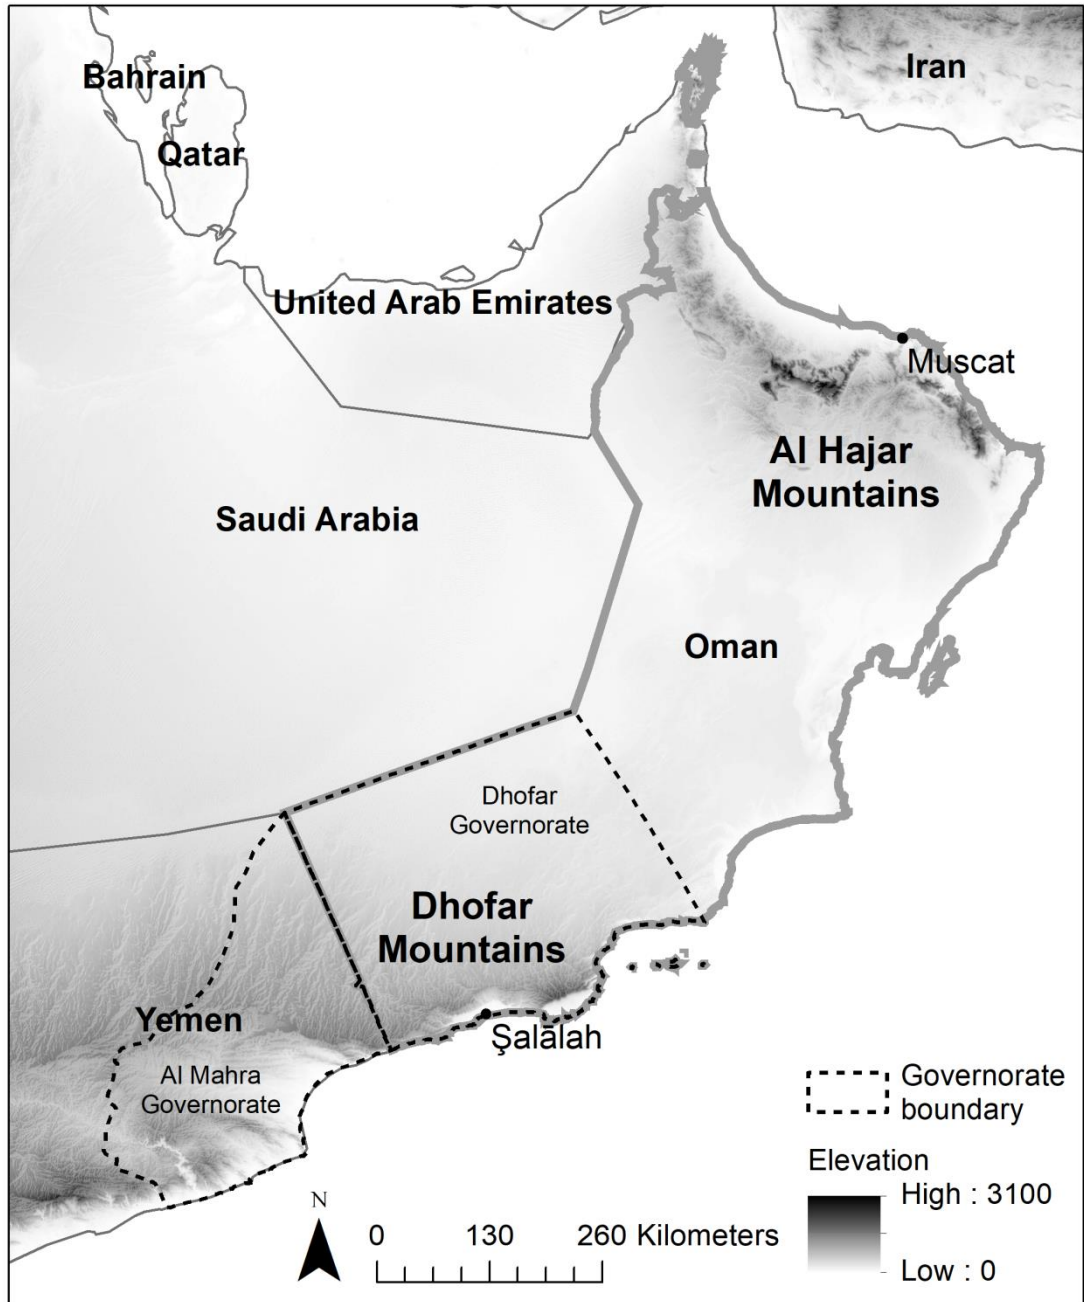 Bahrain
Iran
Qatar
United Arab Emirates
Muscat
Al Hajar
Mountains
Saudi Arabia
Oman
Dhofar
Governorate
Dhofar
Mountains
Yemen
Şalālah
Al Mahra
Governorate
Governorate
boundary
Elevation
High : 3100
Low : 0
N
0 130 260 Kilometers